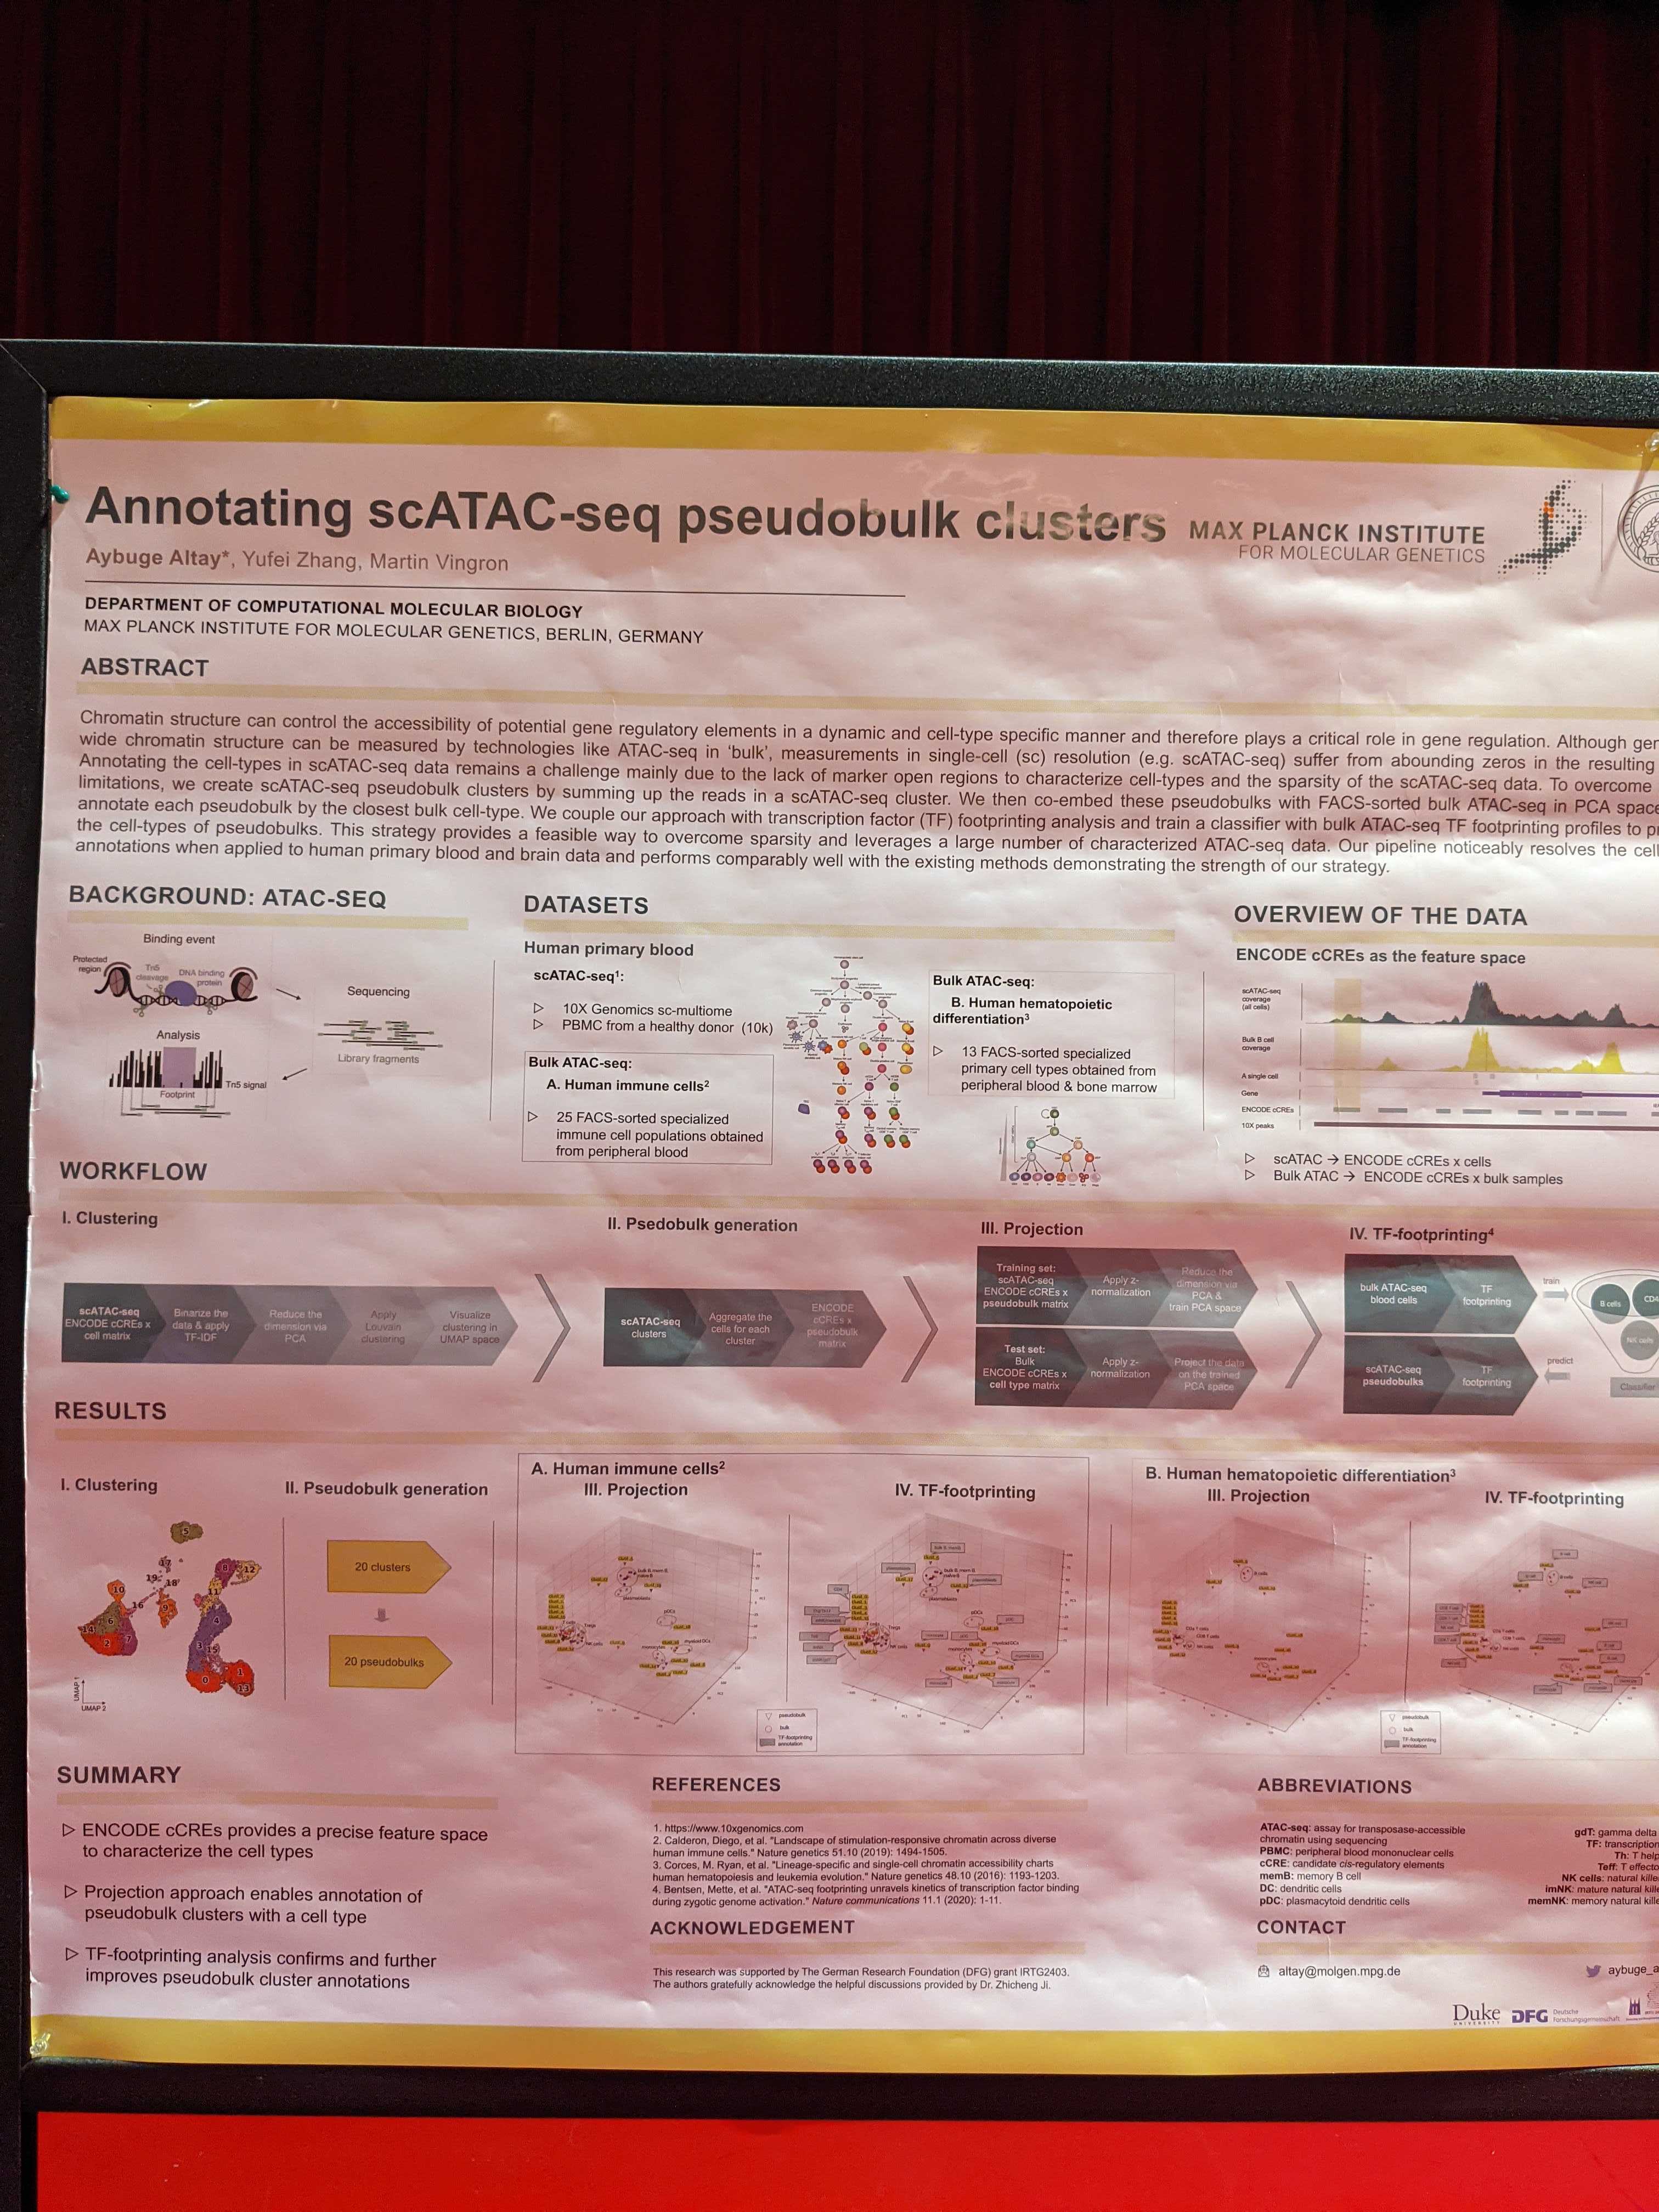 Annotating scATAC-seq pseudobulk clusters
MAX PLANCK INSTITUTE
FOR MOLECULAR GENETICS
Aybuge Altay*, Yufei Zhang, Martin Vingron
DEPARTMENT OF COMPUTATIONAL MOLECULAR BIOLOGY
MAX PLANCK INSTITUTE FOR MOLECULAR GENETICS, BERLIN, GERMANY
ABSTRACT
Chromatin structure can control the accessibility of potential gene regulatory elements in a dynamic and cell-type specific manner and therefore plays a critical role in gene regulation. Although
wide chromatin structure can be measured by technologies like ATAC-seq in 'bulk', measurements in single-cell (sc) resolution (e.g. scATAC-seq) suffer from abounding zeros in the resulting
Annotating the cell-types in scATAC-seq data remains a challenge mainly due to the lack of marker open regions to characterize cell-types and the sparsity of the scATAC-seq data. To overcome
limitations, we create scATAC-seq pseudobulk clusters by summing up the reads in a scATAC-seq cluster. We then co-embed these pseudobulks with FACS-sorted bulk ATAC-seq in PCA space
annotate each pseudobulk by the closest bulk cell-type. We couple our approach with transcription factor (TF) footprinting analysis and train a classifier with bulk ATAC-seq TF footprinting profiles to
the cell-types of pseudobulks. This strategy provides a feasible way to overcome sparsity and leverages a large number of characterized ATAC-seq data. Our pipeline noticeably resolves the cell
annotations when applied to human primary blood and brain data and performs comparably well with the existing methods demonstrating the strength of our strategy.
BACKGROUND: ATAC-SEQ
Binding event
Protected
region
Tn5
cleavage
DNA binding
protein
Sequencing
Library fragments
Analysis
Tn5 signal
Footprint
DATASETS
Human primary blood
scATAC-seq¹:
▷ 10X Genomics sc-multiome
▷ PBMC from a healthy donor (10k)
Bulk ATAC-seq:
A. Human immune cells²
▷ 25 FACS-sorted specialized
immune cell populations obtained
from peripheral blood
Bulk ATAC-seq:
B. Human hematopoietic
differentiation³
▷ 13 FACS-sorted specialized
primary cell types obtained from
peripheral blood & bone marrow
OVERVIEW OF THE DATA
ENCODE cCREs as the feature space
scATAC-seq
coverage
(all cells)
Bulk B cell
coverage
A single cell
Gene
ENCODE cCREs
10X peaks
▷ scATAC → ENCODE cCREs x cells
▷ Bulk ATAC → ENCODE cCREs x bulk samples
WORKFLOW
I. Clustering
scATAC-seq
ENCODE cCREs x
cell matrix
Binarize the
data & apply
TF-IDF
Reduce the
dimension via
PCA
Apply
Louvain
clustering
Visualize
clustering in
UMAP space
II. Psedobulk generation
scATAC-seq
clusters
Aggregate the
cells for each
cluster
ENCODE
cCREs x
pseudobulk
matrix
III. Projection
Training set:
scATAC-seq
ENCODE cCREs x
pseudobulk matrix
Apply z-
normalization
Reduce the
dimension via
PCA &
train PCA space
Test set:
Bulk
ENCODE cCREs x
cell type matrix
Apply z-
normalization
Project the data
on the trained
PCA space
IV. TF-footprinting⁴
bulk ATAC-seq
blood cells
TF
footprinting
train
B cells
CD4
NK cells
scATAC-seq
pseudobulks
TF
footprinting
predict
Classifier
RESULTS
I. Clustering
5
17
19
18
10
16
9
6
14
2
7
8
12
11
4
3
15
0
1
13
UMAP 1
UMAP 2
II. Pseudobulk generation
20 clusters
20 pseudobulks
A. Human immune cells²
III. Projection
IV. TF-footprinting
plasmablasts
pDCs
myeloid DCs
monocytes
NK cells
pseudobulk
bulk
TF-footprinting
annotation
B. Human hematopoietic differentiation³
III. Projection
IV. TF-footprinting
B cells
CD8 T cells
NK cells
monocytes
pseudobulk
bulk
TF-footprinting
annotation
SUMMARY
▷ ENCODE cCREs provides a precise feature space
to characterize the cell types
▷ Projection approach enables annotation of
pseudobulk clusters with a cell type
▷ TF-footprinting analysis confirms and further
improves pseudobulk cluster annotations
REFERENCES
1. https://www.10xgenomics.com
2. Calderon, Diego, et al. "Landscape of stimulation-responsive chromatin across diverse
human immune cells." Nature genetics 51.10 (2019): 1494-1505.
3. Corces, M. Ryan, et al. "Lineage-specific and single-cell chromatin accessibility charts
human hematopoiesis and leukemia evolution." Nature genetics 48.10 (2016): 1193-1203.
4. Bentsen, Mette, et al. "ATAC-seq footprinting unravels kinetics of transcription factor binding
during zygotic genome activation." Nature communications 11.1 (2020): 1-11.
ACKNOWLEDGEMENT
This research was supported by The German Research Foundation (DFG) grant IRTG2403.
The authors gratefully acknowledge the helpful discussions provided by Dr. Zhicheng Ji.
ABBREVIATIONS
ATAC-seq: assay for transposase-accessible
chromatin using sequencing
PBMC: peripheral blood mononuclear cells
cCRE: candidate cis-regulatory elements
memB: memory B cell
DC: dendritic cells
pDC: plasmacytoid dendritic cells
gdT: gamma delta
TF: transcription
Th: T help
Teff: T effecto
NK cells: natural kille
imNK: mature natural kille
memNK: memory natural kille
CONTACT
altay@molgen.mpg.de
aybuge_a
Duke
UNIVERSITY
DFG
Deutsche
Forschungsgemeinschaft